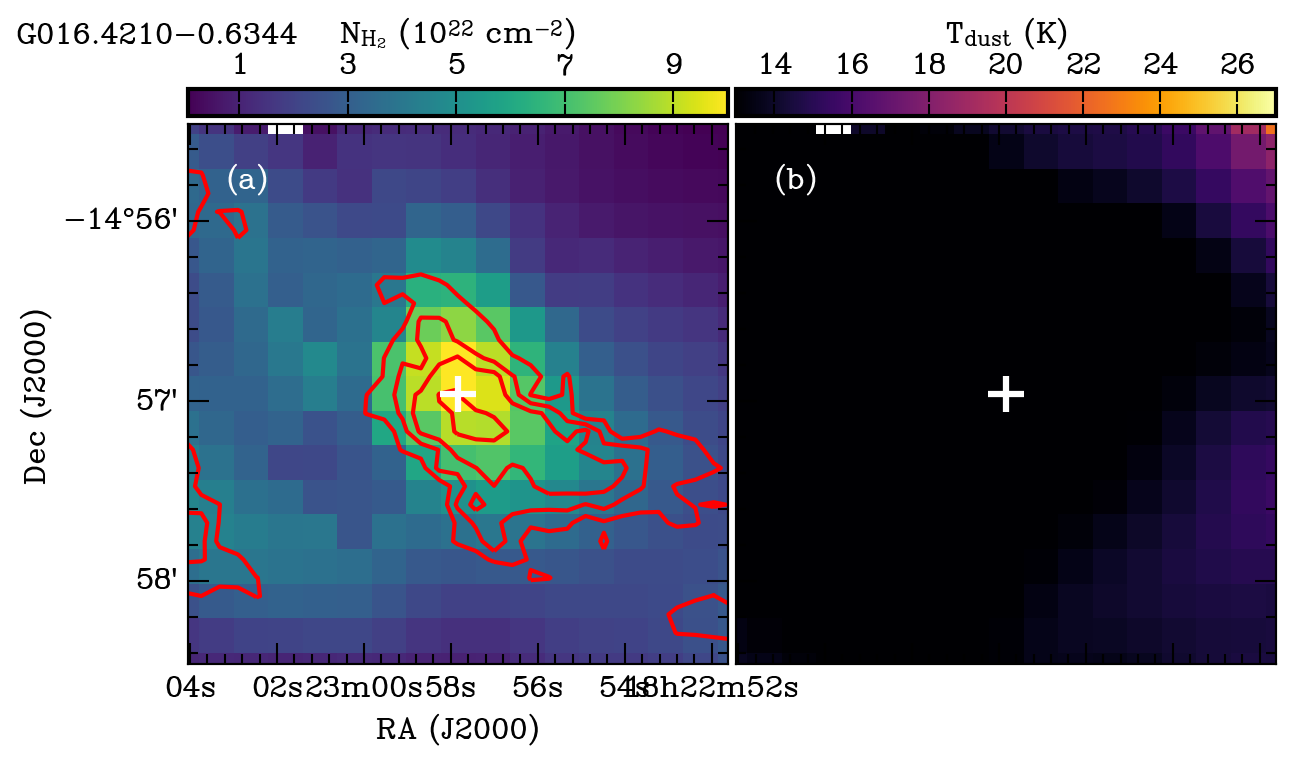 G016.4210−0.6344 N_H₂ (10²² cm⁻²) T_dust (K)
1 3 5 7 9 14 16 18 20 22 24 26
(a) (b)
−14°56'
57'
58'
Dec (J2000)
04s 02s 23m00s 58s 56s 54s 18h22m52s
RA (J2000)